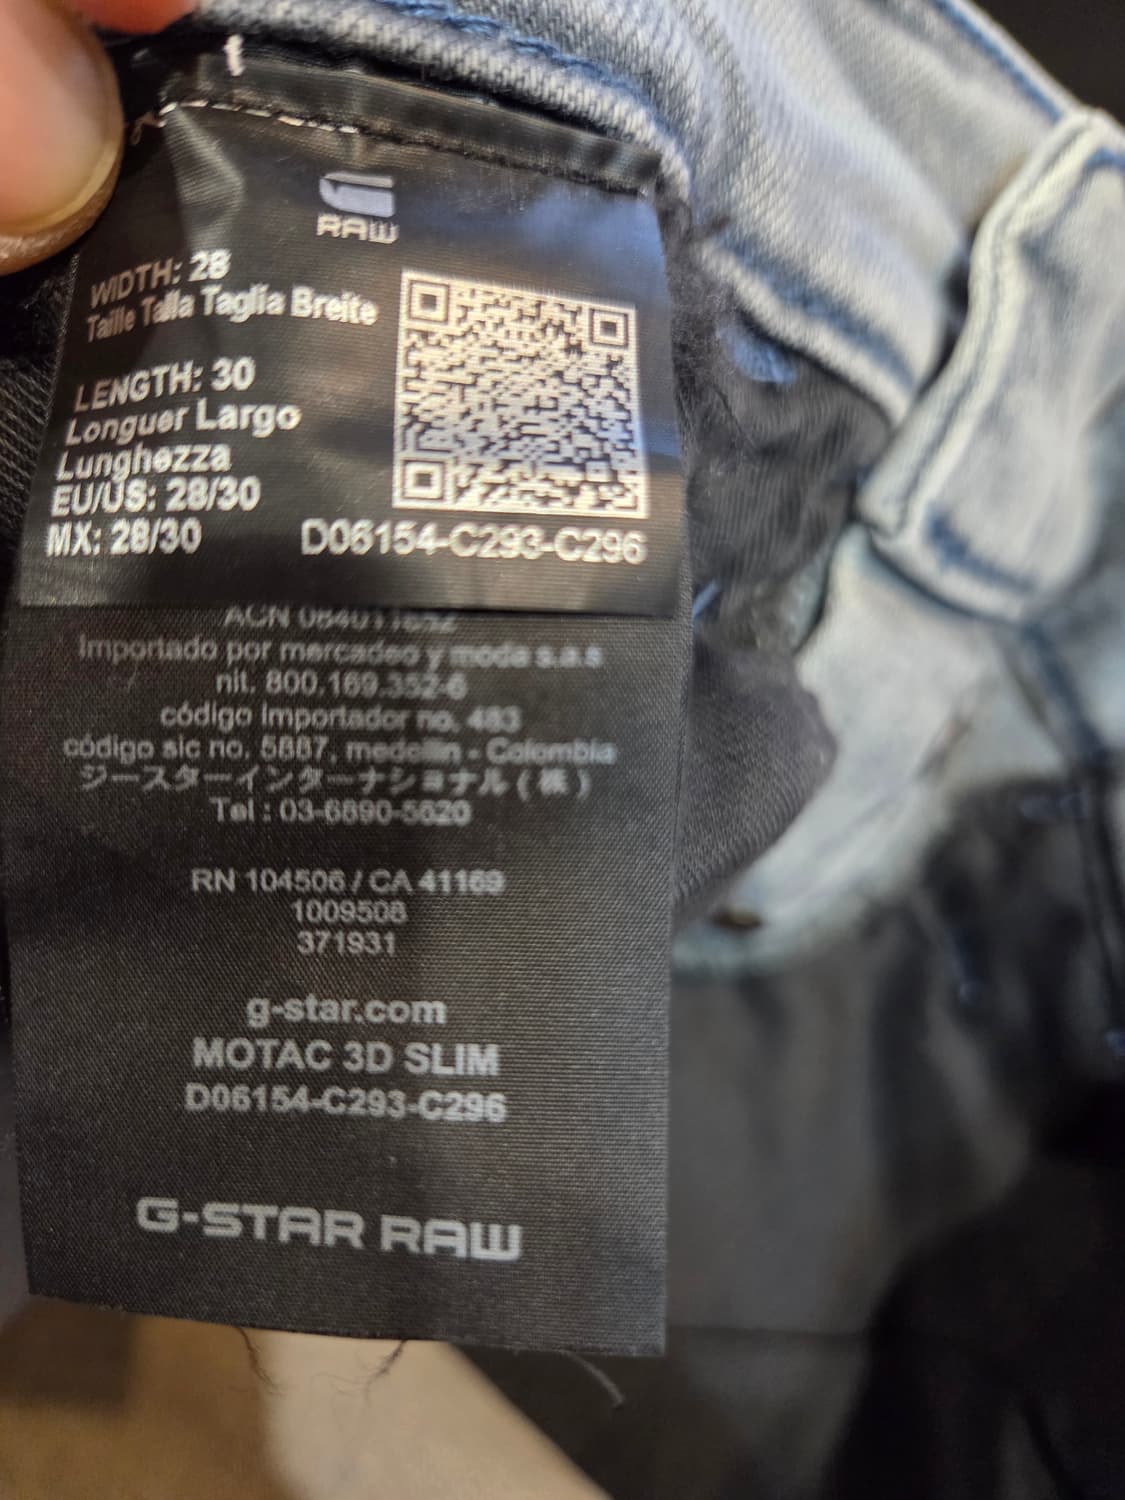 RAW
WIDTH: 28
Taille Talla Taglia Breite
LENGTH: 30
Longuer Largo
Lunghezza
EU/US: 28/30
MX: 28/30
D06154-C293-C296
ACN
Importado por mercadeo y moda s.a.s
nit. 800.169.352-6
código importador no. 483
código sic no. 5887, medellin - Colombia
ジースターインターナショナル(株)
Tel : 03-6890-5620
RN 104506 / CA 41169
1009508
371931
g-star.com
MOTAC 3D SLIM
D06154-C293-C296
G-STAR RAW